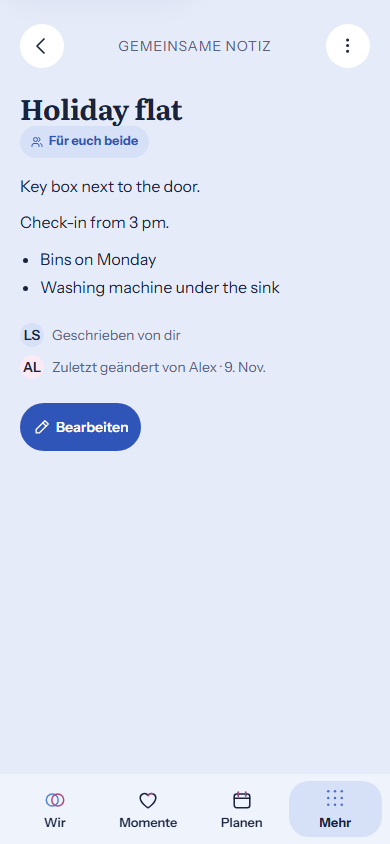 GEMEINSAME NOTIZ
Holiday flat
Für euch beide
Key box next to the door.
Check-in from 3 pm.
• Bins on Monday
• Washing machine under the sink
LS Geschrieben von dir
AL Zuletzt geändert von Alex · 9. Nov.
Bearbeiten
Wir Momente Planen Mehr